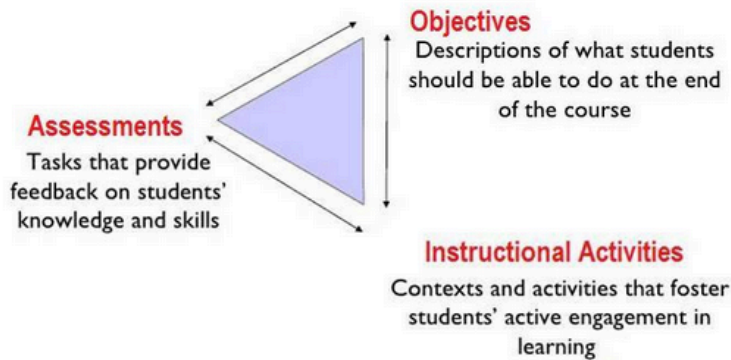 Objectives
Descriptions of what students
should be able to do at the end
of the course
Assessments
Tasks that provide
feedback on students'
knowledge and skills
Instructional Activities
Contexts and activities that foster
students' active engagement in
learning